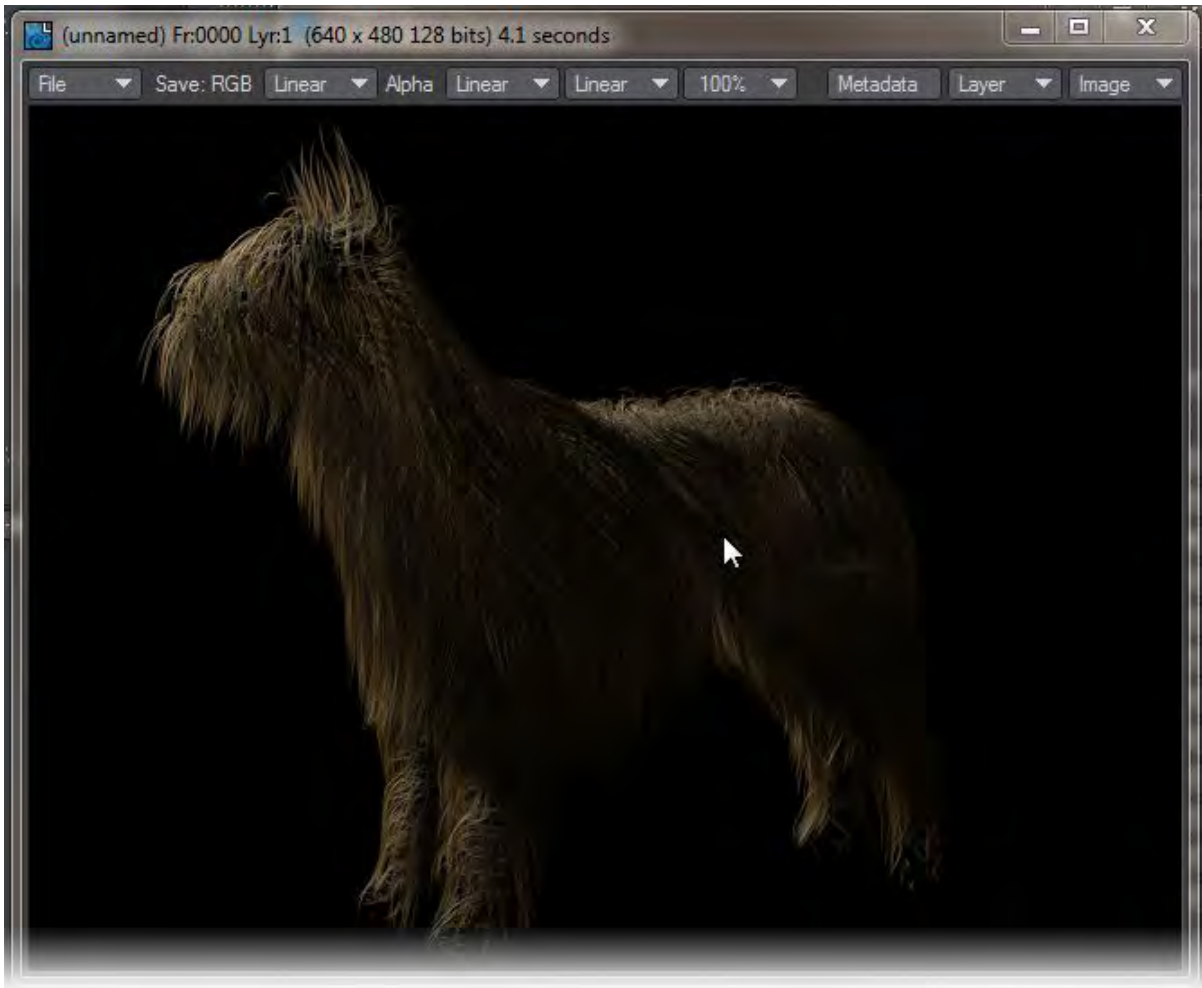 (unnamed) Fr:0000 Lyr:1 (640 x 480 128 bits) 4.1 seconds
File Save: RGB Linear Alpha Linear Linear 100% Metadata Layer Image